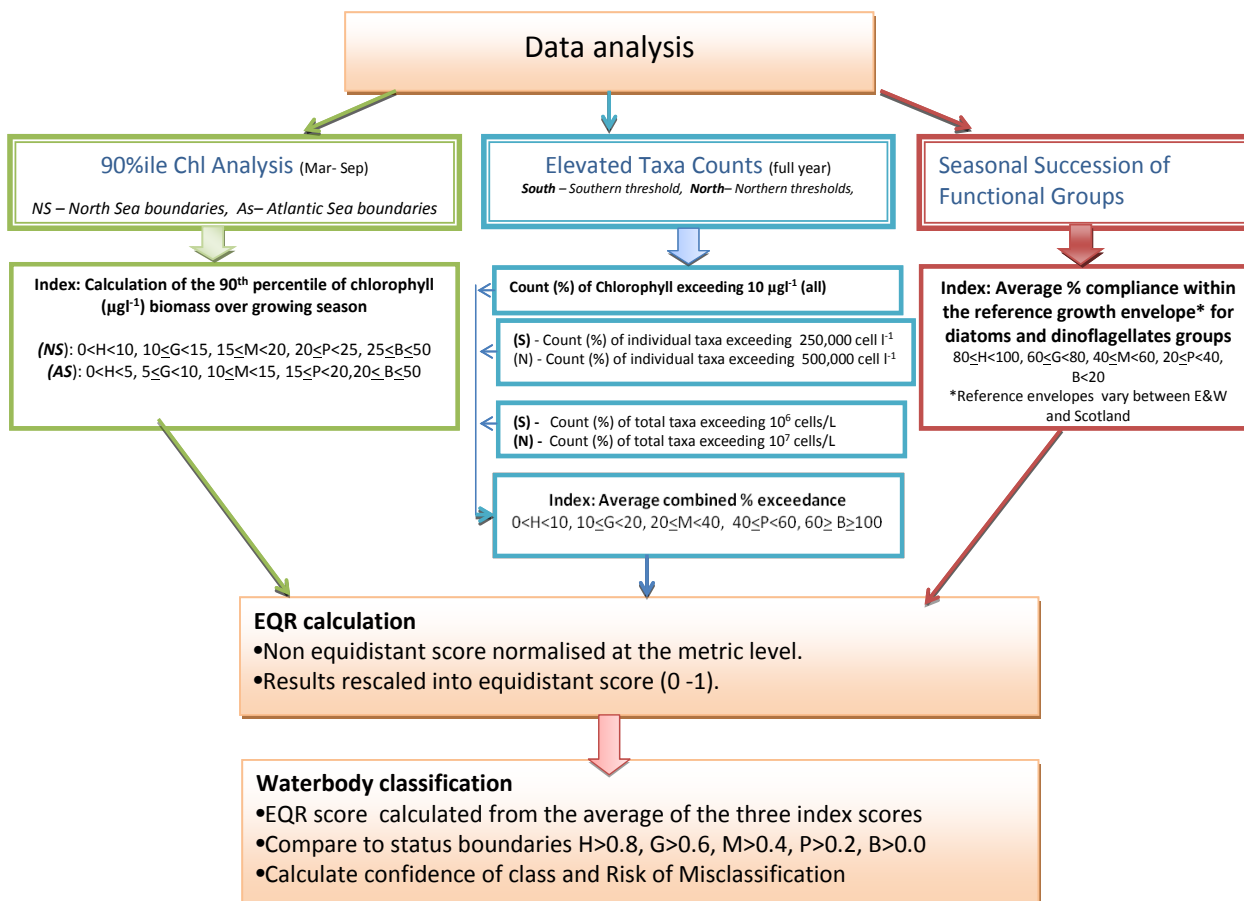 Data analysis
90%ile Chl Analysis (Mar- Sep)
NS – North Sea boundaries, As– Atlantic Sea boundaries
Index: Calculation of the 90th percentile of chlorophyll
(µgl-1) biomass over growing season
(NS): 0<H<10, 10≤G<15, 15≤M<20, 20≤P<25, 25≤B≤50
(AS): 0<H<5, 5≤G<10, 10≤M<15, 15≤P<20,20≤ B≤50
Elevated Taxa Counts (full year)
South – Southern threshold, North– Northern thresholds,
Count (%) of Chlorophyll exceeding 10 µgl-1 (all)
(S) - Count (%) of individual taxa exceeding 250,000 cell l-1
(N) - Count (%) of individual taxa exceeding 500,000 cell l-1
(S) - Count (%) of total taxa exceeding 10⁶ cells/L
(N) - Count (%) of total taxa exceeding 10⁷ cells/L
Index: Average combined % exceedance
0<H<10, 10≤G<20, 20≤M<40, 40≤P<60, 60≥ B≥100
Seasonal Succession of
Functional Groups
Index: Average % compliance within
the reference growth envelope* for
diatoms and dinoflagellates groups
80≤H<100, 60≤G<80, 40≤M<60, 20≤P<40,
B<20
*Reference envelopes vary between E&W
and Scotland
EQR calculation
•Non equidistant score normalised at the metric level.
•Results rescaled into equidistant score (0 -1).
Waterbody classification
•EQR score calculated from the average of the three index scores
•Compare to status boundaries H>0.8, G>0.6, M>0.4, P>0.2, B>0.0
•Calculate confidence of class and Risk of Misclassification